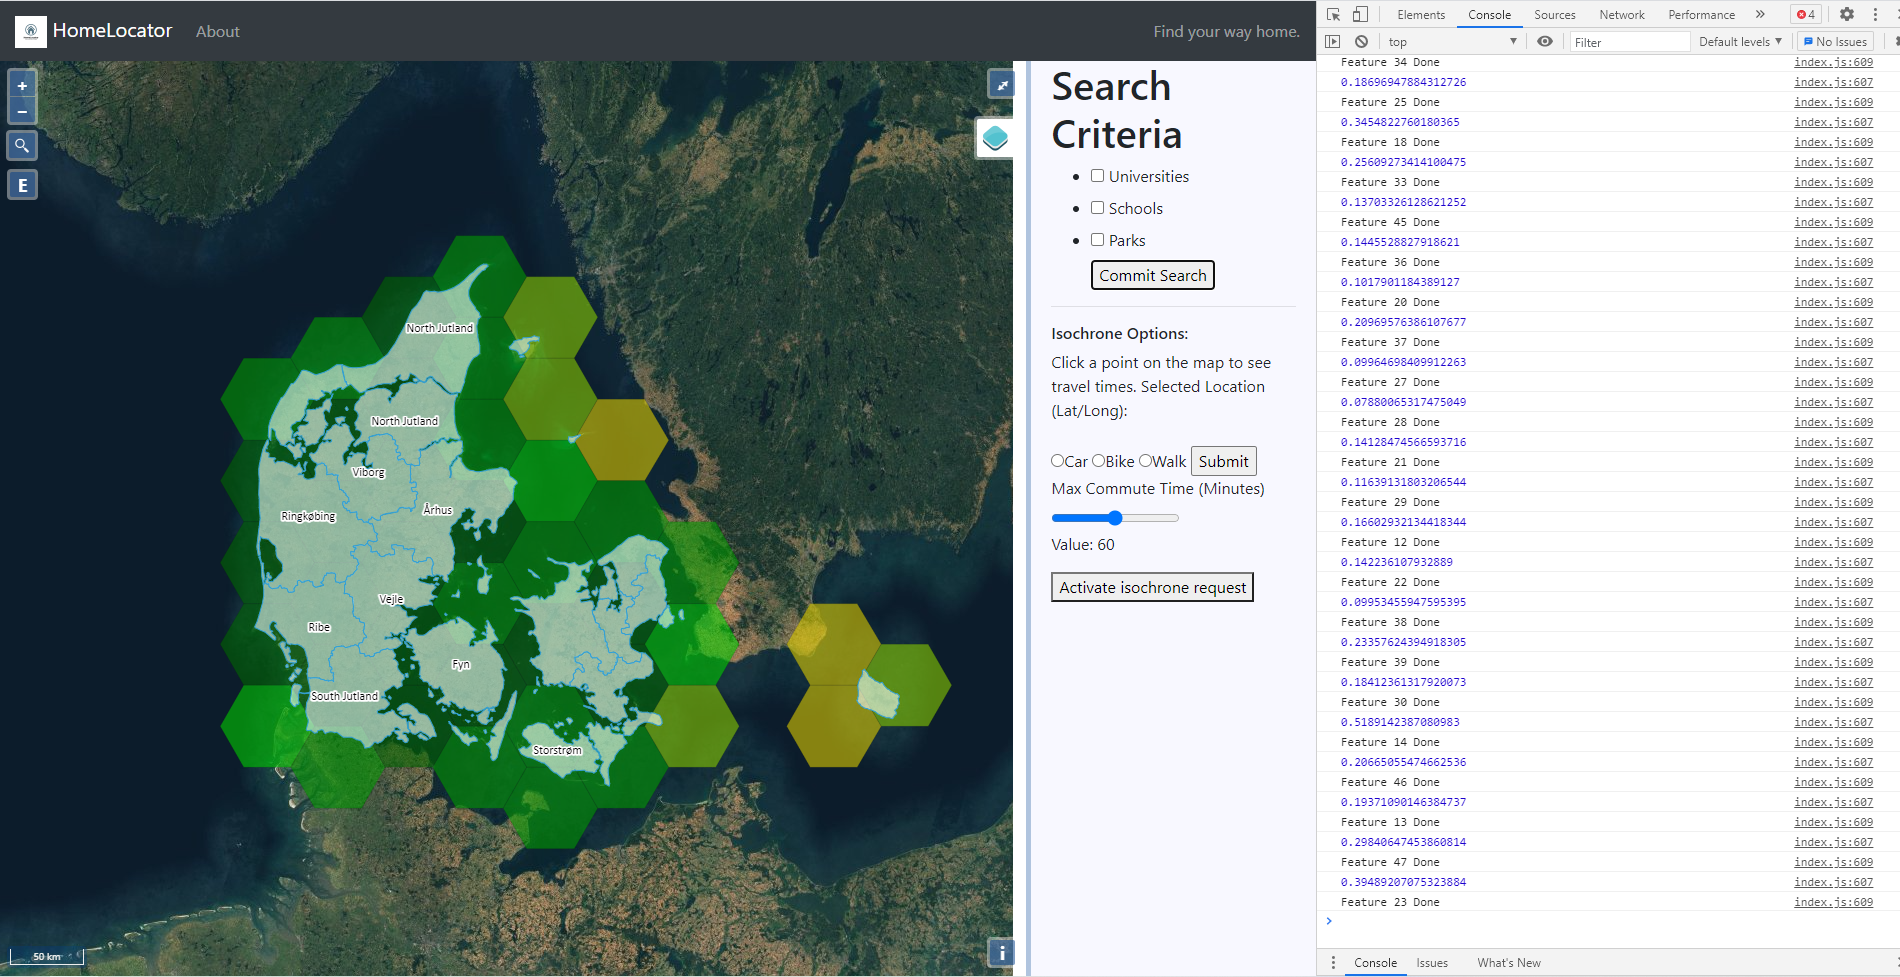 HomeLocator
About
Find your way home.
+
−
E
North Jutland
North Jutland
Viborg
Ringkøbing
Århus
Vejle
Ribe
Fyn
South Jutland
Storstrøm
50 km
i
Search
Criteria
Universities
Schools
Parks
Commit Search
Isochrone Options:
Click a point on the map to see
travel times. Selected Location
(Lat/Long):
Car Bike Walk Submit
Max Commute Time (Minutes)
Value: 60
Activate isochrone request
Elements Console Sources Network Performance » 4
top Filter Default levels No Issues
Feature 34 Done index.js:609
0.18696947884312726 index.js:607
Feature 25 Done index.js:609
0.3454822760180365 index.js:607
Feature 18 Done index.js:609
0.25609273414100475 index.js:607
Feature 33 Done index.js:609
0.13703326128621252 index.js:607
Feature 45 Done index.js:609
0.1445528827918621 index.js:607
Feature 36 Done index.js:609
0.1017901184389127 index.js:607
Feature 20 Done index.js:609
0.20969576386107677 index.js:607
Feature 37 Done index.js:609
0.09964698409912263 index.js:607
Feature 27 Done index.js:609
0.07880065317475049 index.js:607
Feature 28 Done index.js:609
0.14128474566593716 index.js:607
Feature 21 Done index.js:609
0.11639131803206544 index.js:607
Feature 29 Done index.js:609
0.16602932134418344 index.js:607
Feature 12 Done index.js:609
0.142236107932889 index.js:607
Feature 22 Done index.js:609
0.09953455947595395 index.js:607
Feature 38 Done index.js:609
0.23357624394918305 index.js:607
Feature 39 Done index.js:609
0.18412361317920073 index.js:607
Feature 30 Done index.js:609
0.5189142387080983 index.js:607
Feature 14 Done index.js:609
0.20665055474662536 index.js:607
Feature 46 Done index.js:609
0.19371090146384737 index.js:607
Feature 13 Done index.js:609
0.29840647453860814 index.js:607
Feature 47 Done index.js:609
0.39489207075323884 index.js:607
Feature 23 Done index.js:609
Console Issues What's New